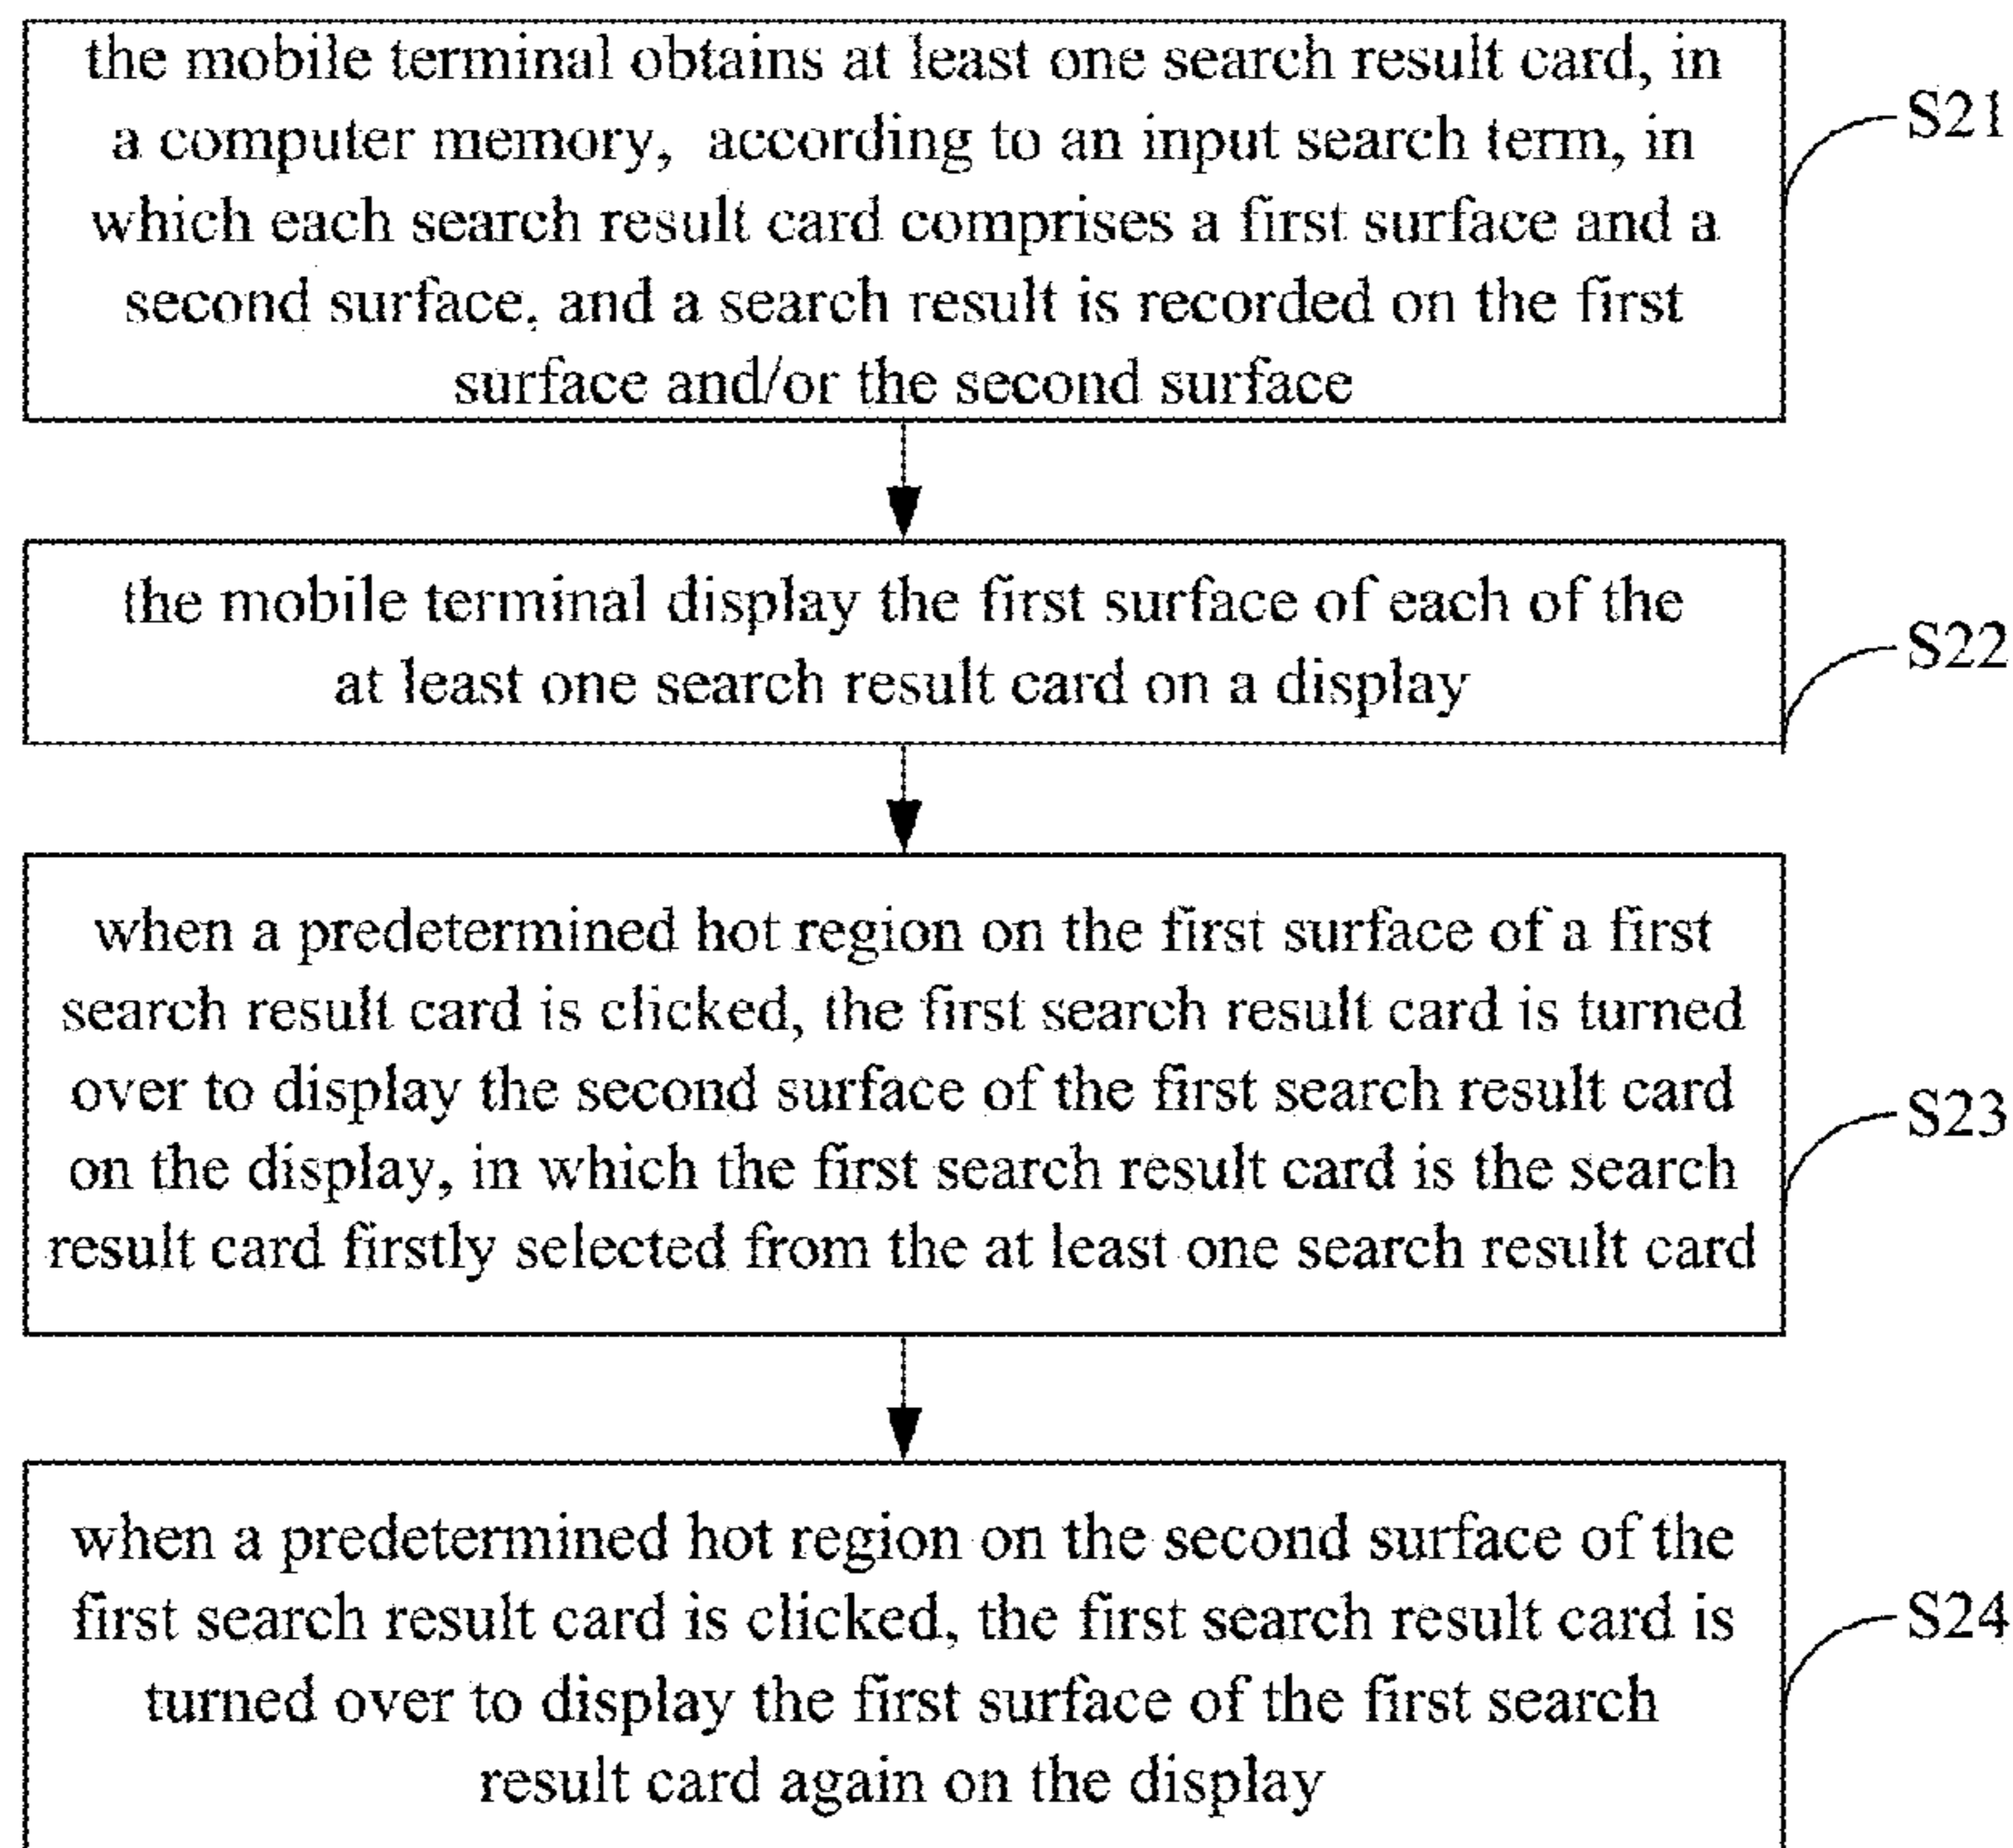 the mobile terminal obtains at least one search result card, in
a computer memory, according to an input search term, in
which each search result card comprises a first surface and a
second surface, and a search result is recorded on the first
surface and/or the second surface
S21
the mobile terminal display the first surface of each of the
at least one search result card on a display
S22
when a predetermined hot region on the first surface of a first
search result card is clicked, the first search result card is turned
over to display the second surface of the first search result card
on the display, in which the first search result card is the search
result card firstly selected from the at least one search result card
S23
when a predetermined hot region on the second surface of the
first search result card is clicked, the first search result card is
turned over to display the first surface of the first search
result card again on the display
S24